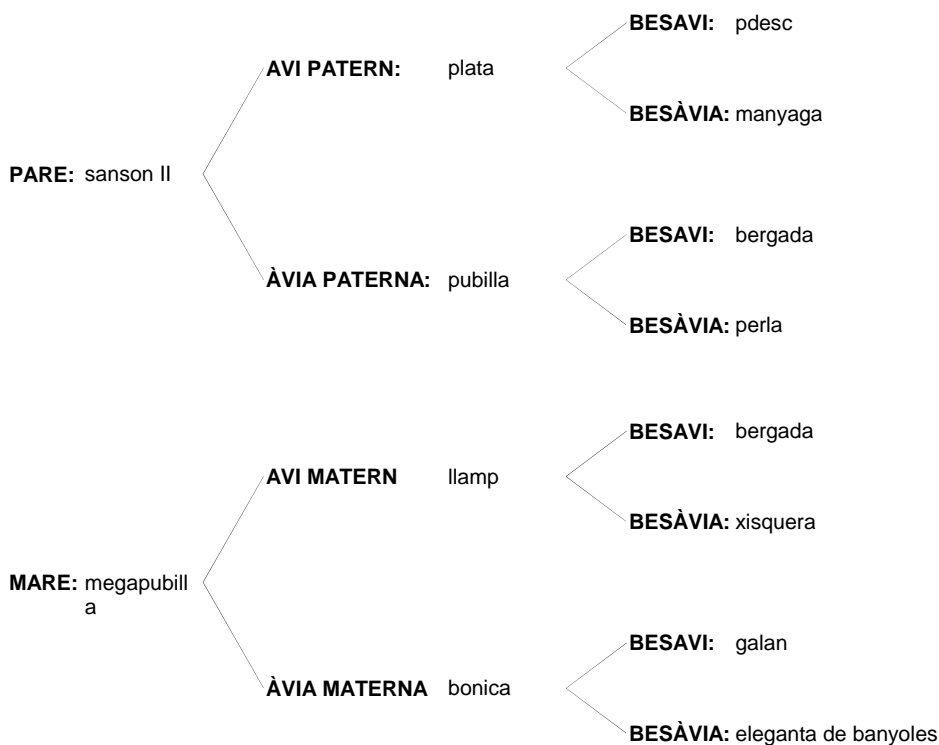 BESAVI: pdesc
AVI PATERN: plata
BESÀVIA: manyaga
PARE: sanson II
BESAVI: bergada
ÀVIA PATERNA: pubilla
BESÀVIA: perla
BESAVI: bergada
AVI MATERN llamp
BESÀVIA: xisquera
MARE: megapubill
a
BESAVI: galan
ÀVIA MATERNA bonica
BESÀVIA: eleganta de banyoles